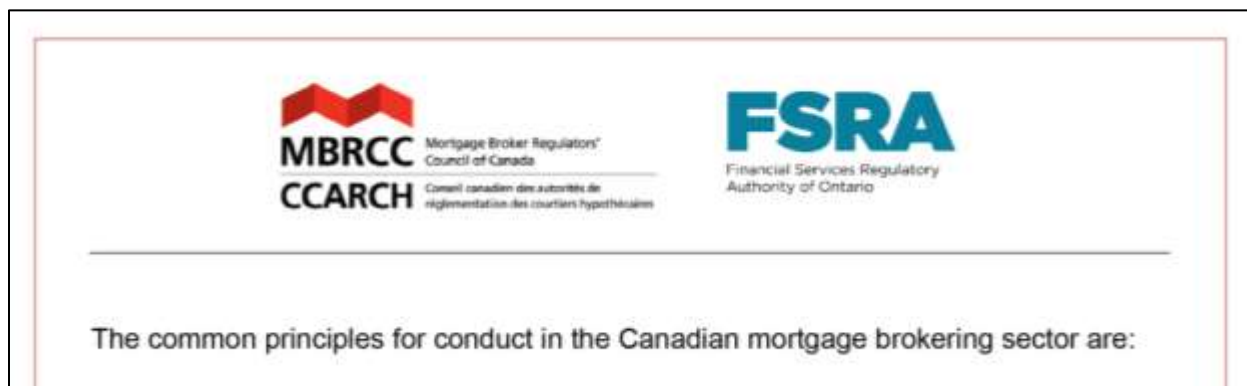 MBRCC
Mortgage Broker Regulators'
Council of Canada
CCARCH
Conseil canadien des autorités de
réglementation des courtiers hypothécaires
FSRA
Financial Services Regulatory
Authority of Ontario
The common principles for conduct in the Canadian mortgage brokering sector are: